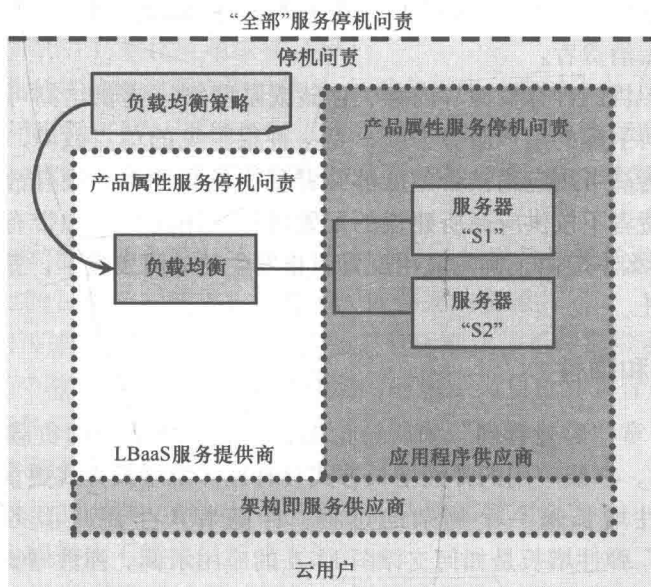 “全部”服务停机问责
停机问责
负载均衡策略
产品属性服务停机问责
产品属性服务停机问责
服务器
“S1”
负载均衡
服务器
“S2”
LBaaS服务提供商
应用程序供应商
架构即服务供应商
云用户